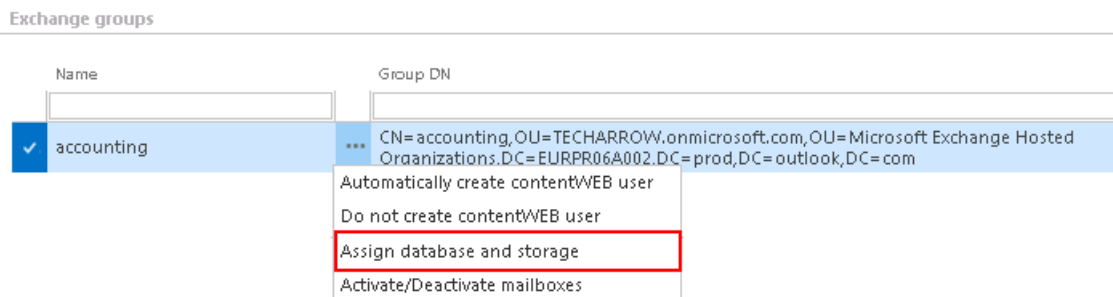 Exchange groups
Name Group DN
accounting ••• CN=accounting,OU=TECHARROW.onmicrosoft.com,OU=Microsoft Exchange Hosted
Organizations,DC=EURPR06A002,DC=prod,DC=outlook,DC=com
Automatically create contentWEB user
Do not create contentWEB user
Assign database and storage
Activate/Deactivate mailboxes